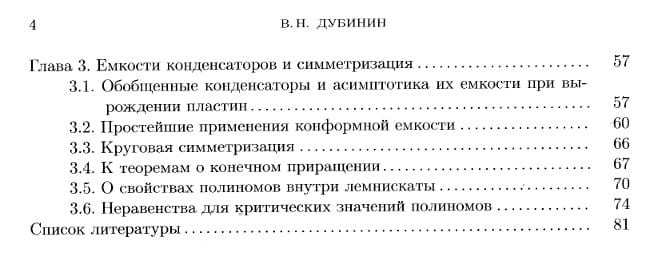 4 В. Н. ДУБИНИН
Глава 3. Емкости конденсаторов и симметризация 57
3.1. Обобщенные конденсаторы и асимптотика их емкости при вы-
рождении пластин 57
3.2. Простейшие применения конформной емкости 60
3.3. Круговая симметризация 66
3.4. К теоремам о конечном приращении 67
3.5. О свойствах полиномов внутри лемнискаты 70
3.6. Неравенства для критических значений полиномов 74
Список литературы 81